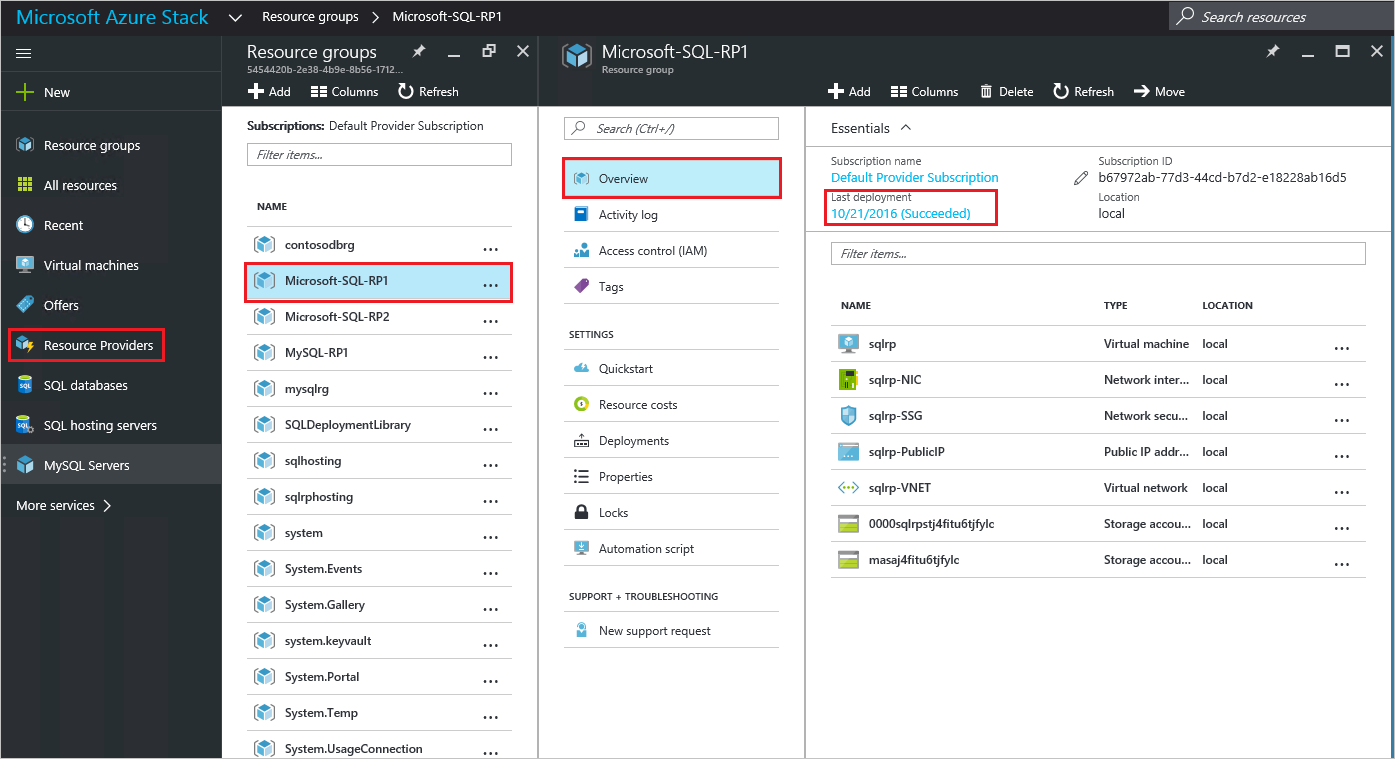 Microsoft Azure Stack
Resource groups
Microsoft-SQL-RP1
Search resources
New
Resource groups
All resources
Recent
Virtual machines
Offers
Resource Providers
SQL databases
SQL hosting servers
MySQL Servers
More services
Resource groups
5454420b-2e38-4b9e-8b56-1712...
Add
Columns
Refresh
Subscriptions: Default Provider Subscription
Filter items...
NAME
contosodbrg
...
Microsoft-SQL-RP1
...
Microsoft-SQL-RP2
...
MySQL-RP1
...
mysqlrg
...
SQLDeploymentLibrary
...
sqlhosting
...
sqlrphosting
...
system
...
System.Events
...
System.Gallery
...
system.keyvault
...
System.Portal
...
System.Temp
...
System.UsageConnection
...
Microsoft-SQL-RP1
Resource group
Search (Ctrl+/)
Overview
Activity log
Access control (IAM)
Tags
SETTINGS
Quickstart
Resource costs
Deployments
Properties
Locks
Automation script
SUPPORT + TROUBLESHOOTING
New support request
Add
Columns
Delete
Refresh
Move
Essentials
Subscription name
Default Provider Subscription
Last deployment
10/21/2016 (Succeeded)
Subscription ID
b67972ab-77d3-44cd-b7d2-e18228ab16d5
Location
local
Filter items...
NAME TYPE LOCATION
sqlrp Virtual machine local ...
sqlrp-NIC Network inter... local ...
sqlrp-SSG Network secu... local ...
sqlrp-PublicIP Public IP addr... local ...
sqlrp-VNET Virtual network local ...
0000sqlrpstj4fitu6tjfylc Storage accou... local ...
masaj4fitu6tjfylc Storage accou... local ...